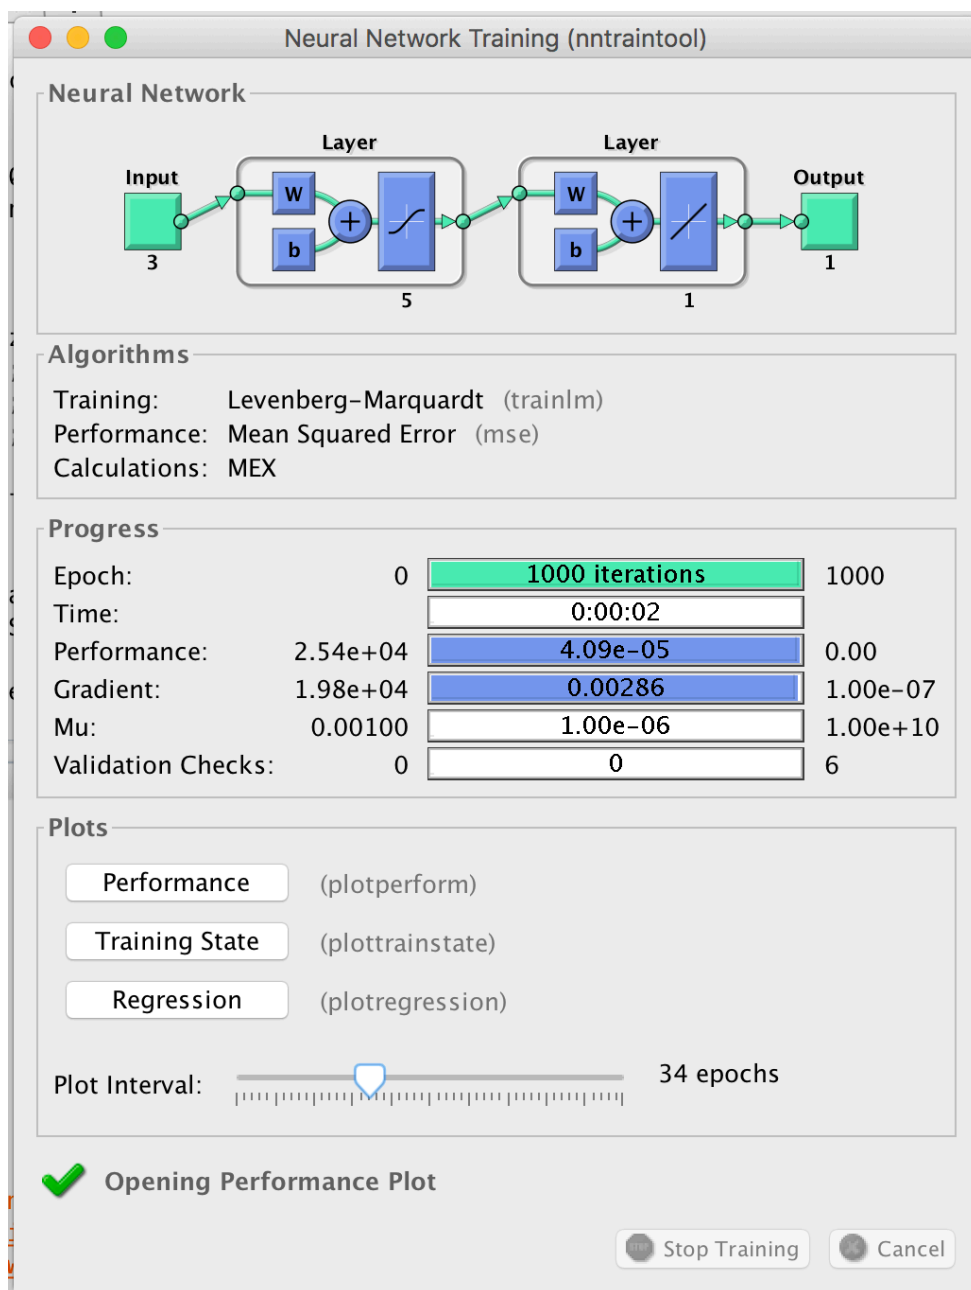 Neural Network Training (nntraintool)
Neural Network
Layer Layer
Input Output
W W
+ +
b b
3 1
5 1
Algorithms
Training: Levenberg-Marquardt (trainlm)
Performance: Mean Squared Error (mse)
Calculations: MEX
Progress
Epoch: 0 1000 iterations 1000
Time: 0:00:02
Performance: 2.54e+04 4.09e-05 0.00
Gradient: 1.98e+04 0.00286 1.00e-07
Mu: 0.00100 1.00e-06 1.00e+10
Validation Checks: 0 0 6
Plots
Performance (plotperform)
Training State (plottrainstate)
Regression (plotregression)
Plot Interval: 34 epochs
Opening Performance Plot
STOP Stop Training Cancel